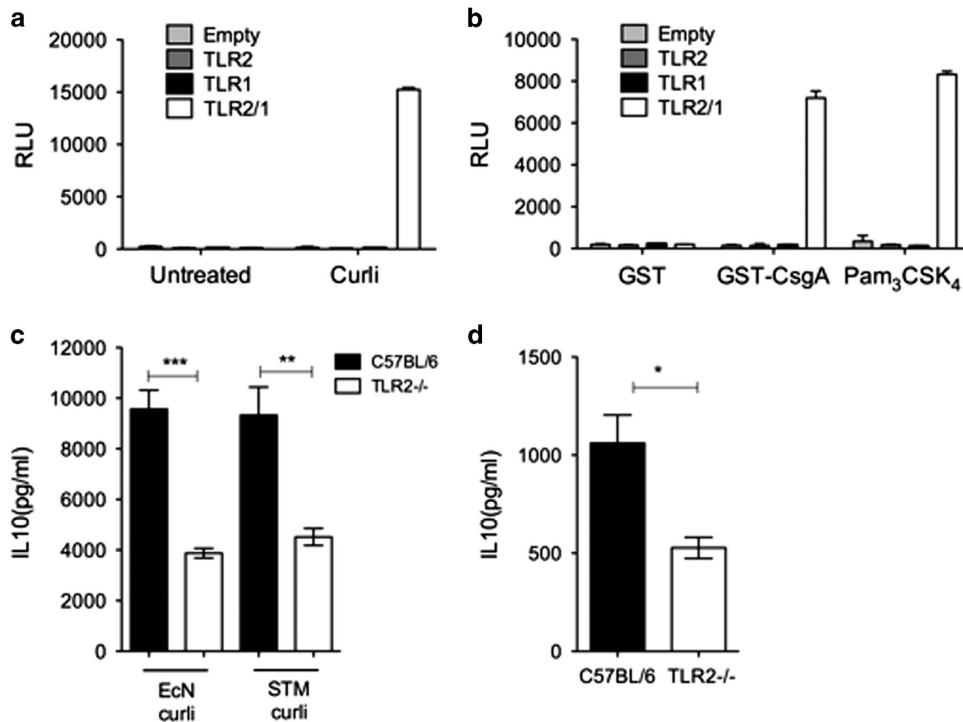 a
20000
15000
10000
5000
0
RLU
Empty
TLR2
TLR1
TLR2/1
Untreated
Curli
b
10000
8000
6000
4000
2000
0
RLU
Empty
TLR2
TLR1
TLR2/1
GST
GST-CsgA
Pam₃CSK₄
c
12000
10000
8000
6000
4000
2000
0
IL10(pg/ml)
***
**
C57BL/6
TLR2-/-
EcN
curli
STM
curli
d
1500
1000
500
0
IL10(pg/ml)
*
C57BL/6
TLR2-/-